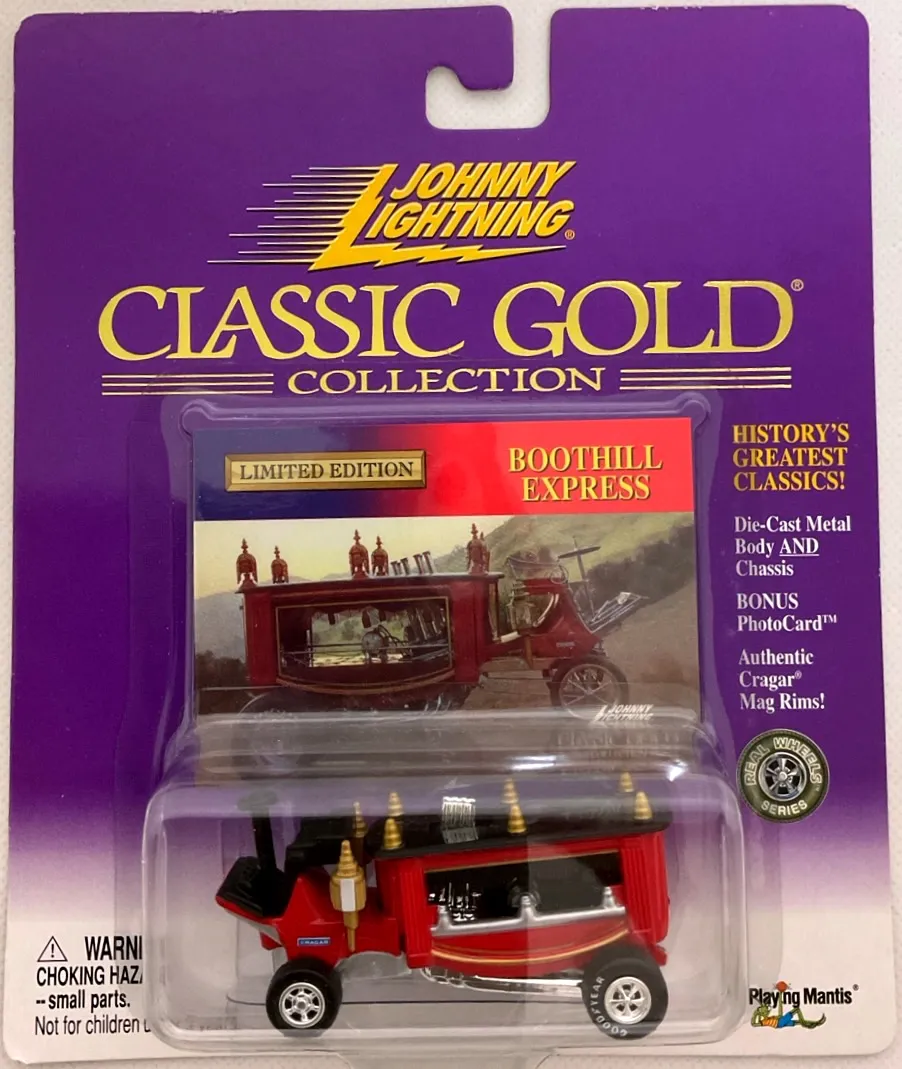 JOHNNY
LIGHTNING®
CLASSIC GOLD®
COLLECTION
LIMITED EDITION
BOOTHILL
EXPRESS
JOHNNY
LIGHTNING
HISTORY'S
GREATEST
CLASSICS!
Die-Cast Metal
Body AND
Chassis
BONUS
PhotoCard™
Authentic
Cragar®
Mag Rims!
REAL WHEELS™
SERIES
CRAGAR
GOODYEAR
⚠ WARNI
CHOKING HAZA
-- small parts.
Not for children u
Playing Mantis®